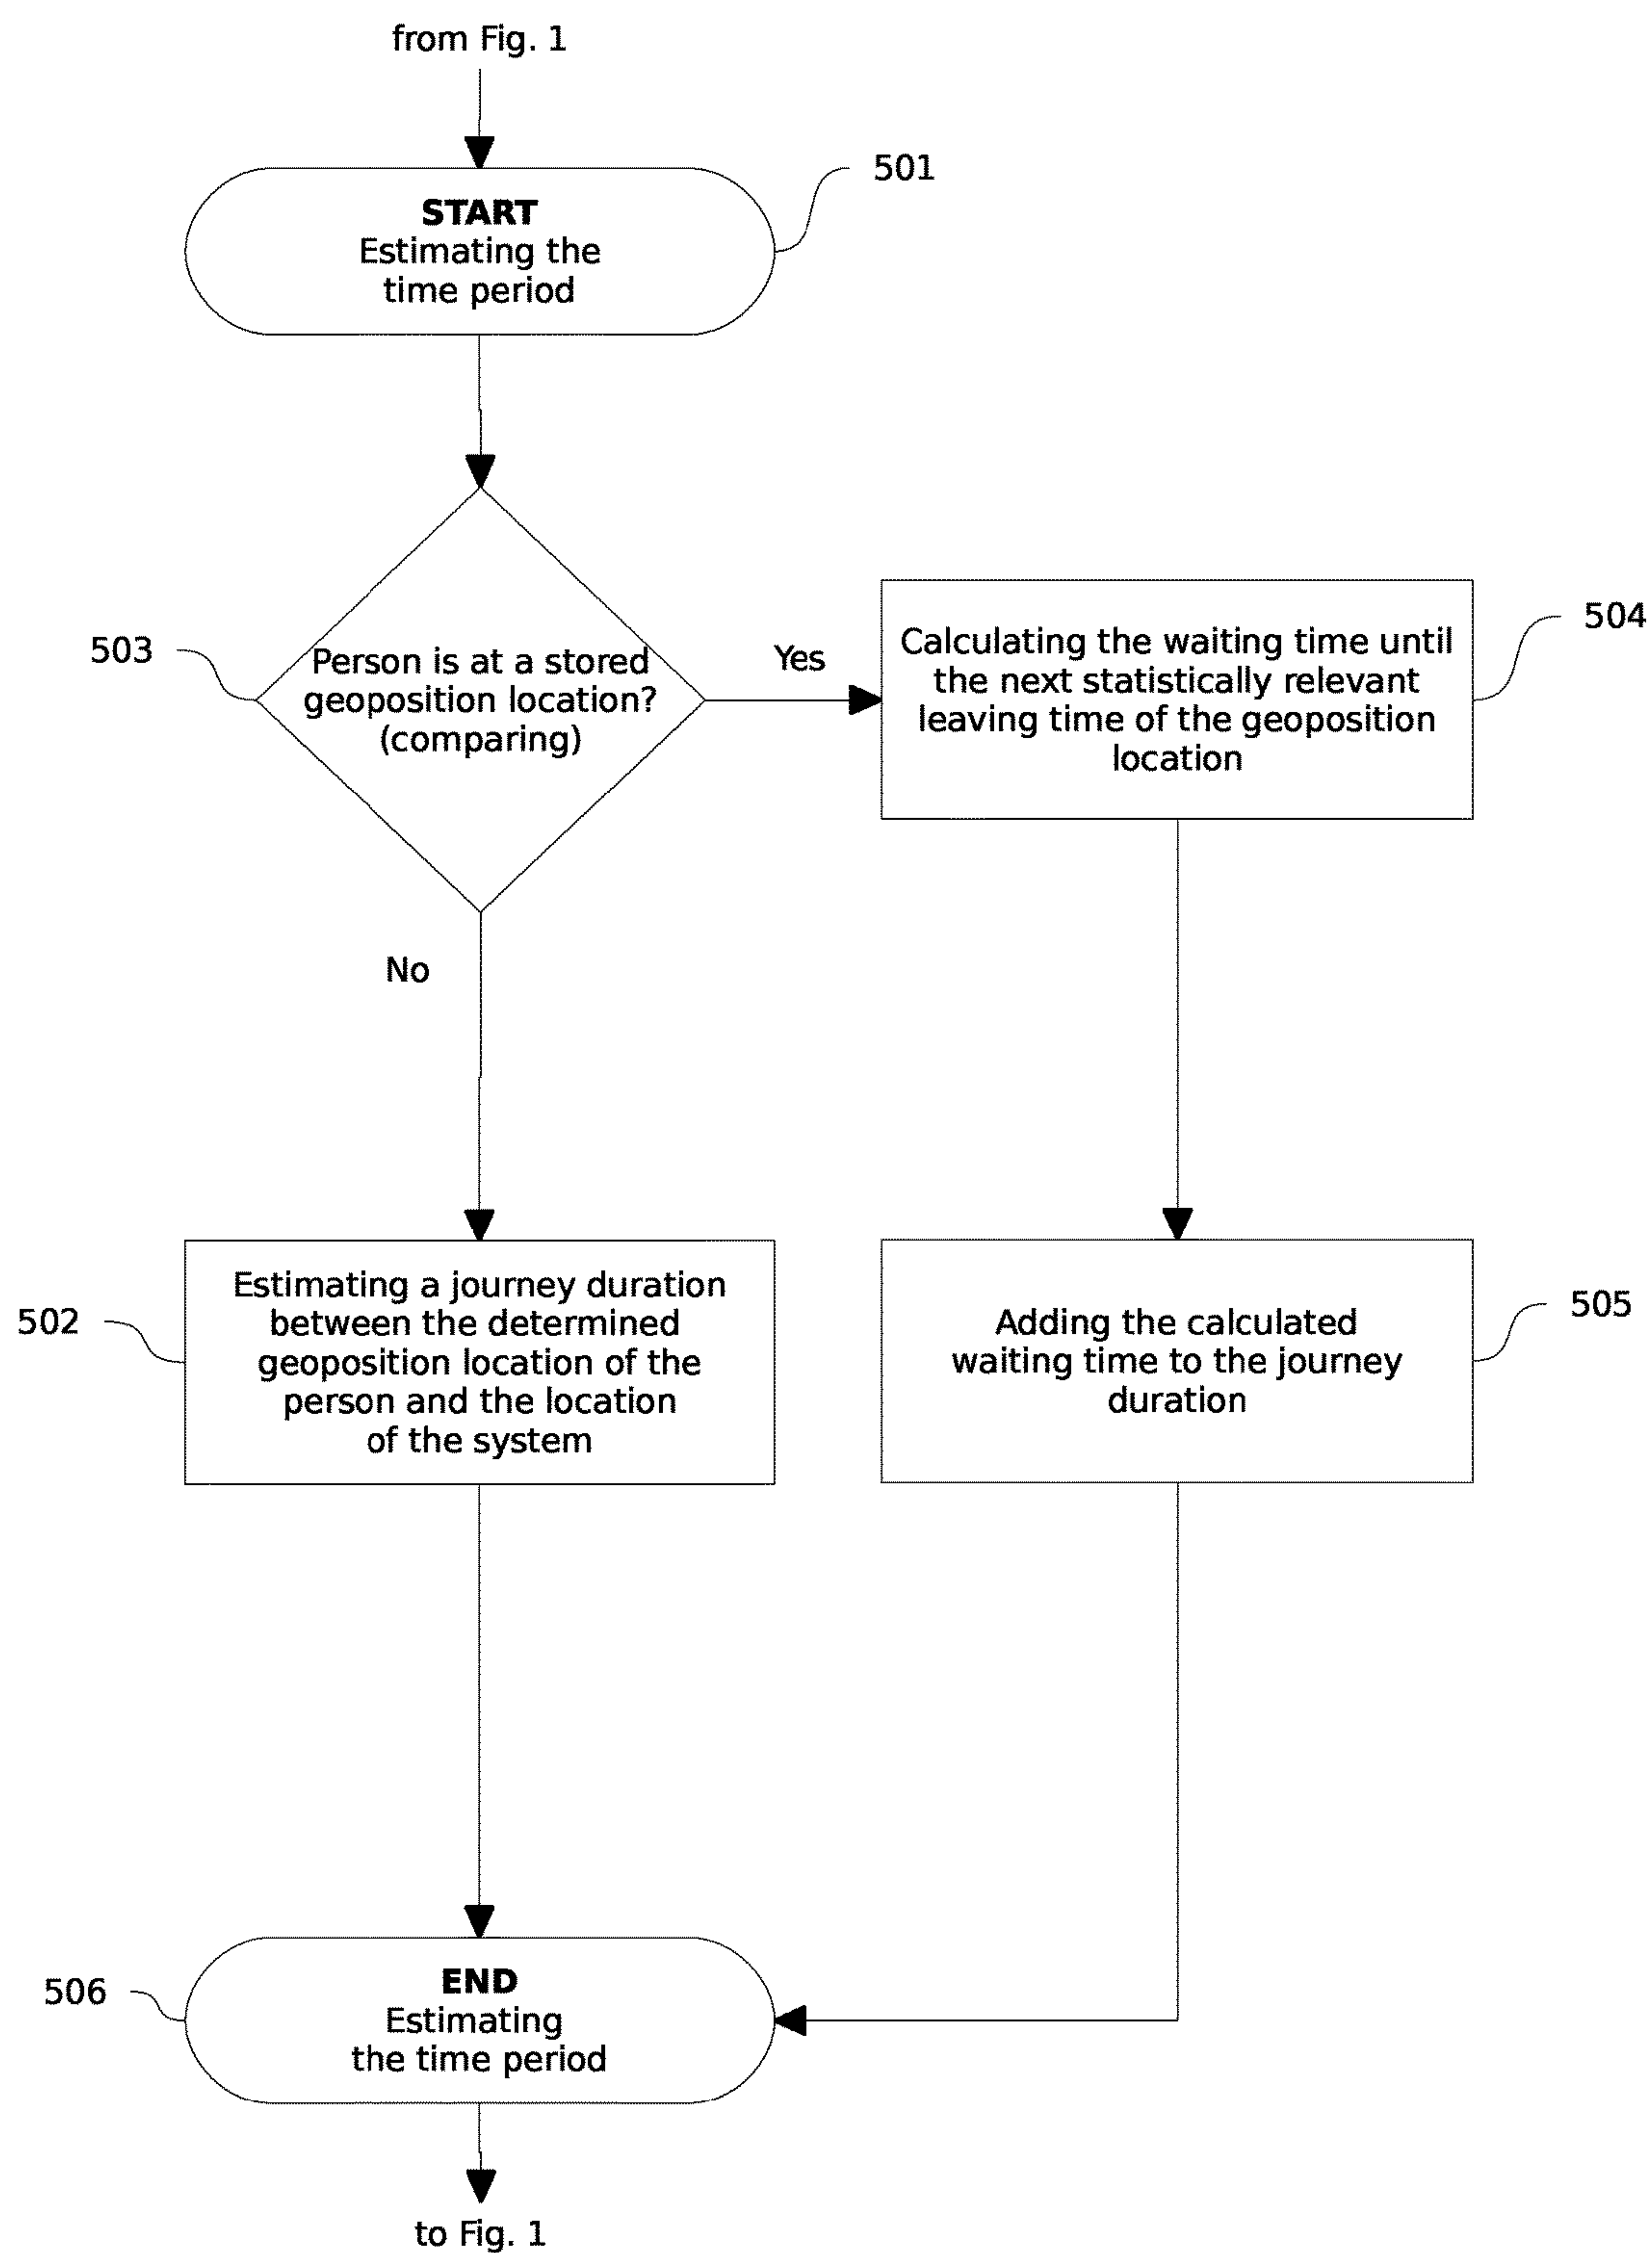 from Fig. 1
501
START
Estimating the
time period
503
Person is at a stored
geoposition location?
(comparing)
Yes
504
Calculating the waiting time until
the next statistically relevant
leaving time of the geoposition
location
No
502
Estimating a journey duration
between the determined
geoposition location of the
person and the location
of the system
505
Adding the calculated
waiting time to the journey
duration
506
END
Estimating
the time period
to Fig. 1